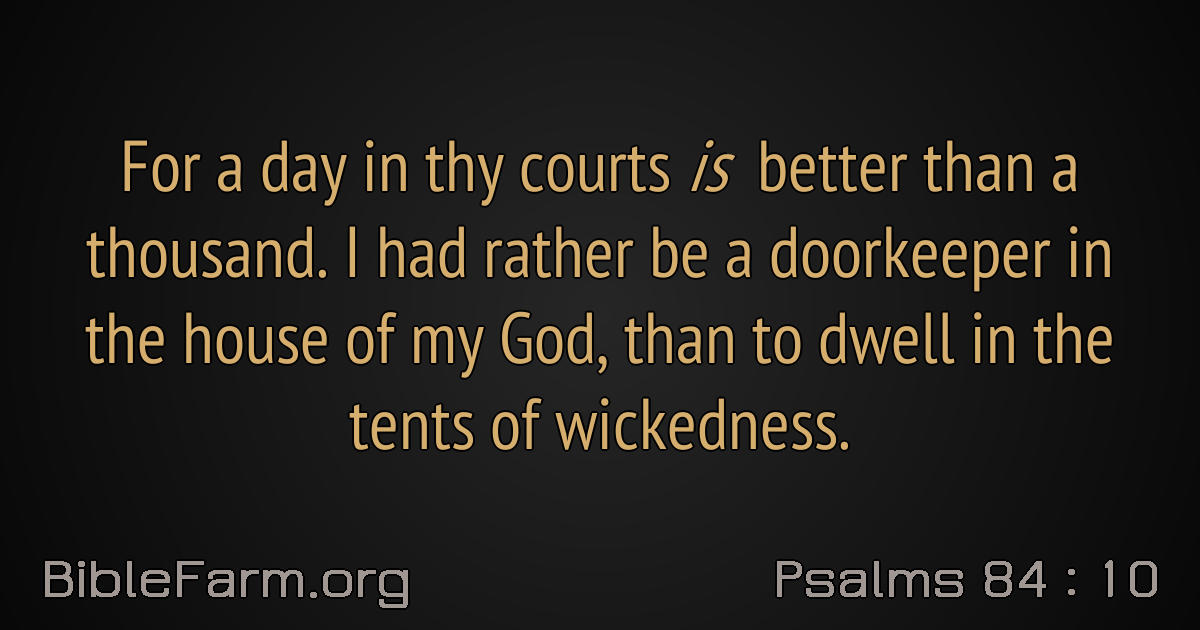 For a day in thy courts is better than a
thousand. I had rather be a doorkeeper in
the house of my God, than to dwell in the
tents of wickedness.
BibleFarm.org
Psalms 84 : 10